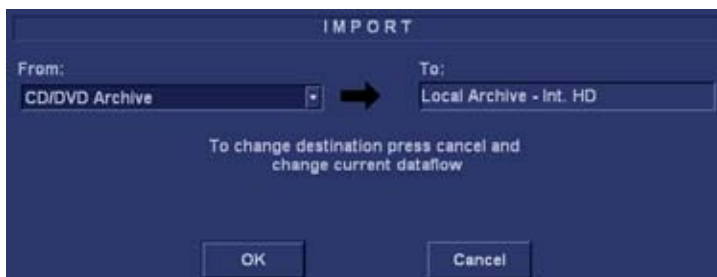 IMPORT
From:
To:
CD/DVD Archive
Local Archive - Int. HD
To change destination press cancel and
change current dataflow
OK
Cancel